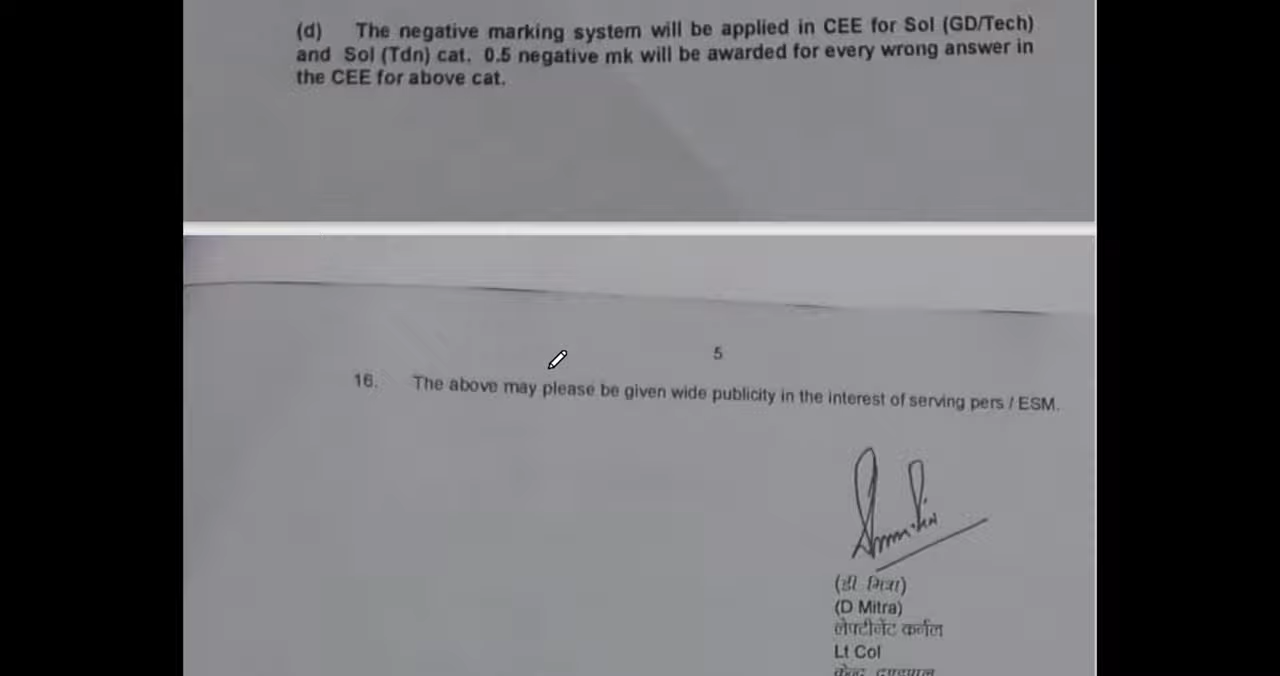 (d) The negative marking system will be applied in CEE for Sol (GD/Tech)
and Sol (Tdn) cat. 0.5 negative mk will be awarded for every wrong answer in
the CEE for above cat.
5
16. The above may please be given wide publicity in the interest of serving pers / ESM.
(डी मित्रा)
(D Mitra)
लेफ्टीनेंट कर्नल
Lt Col